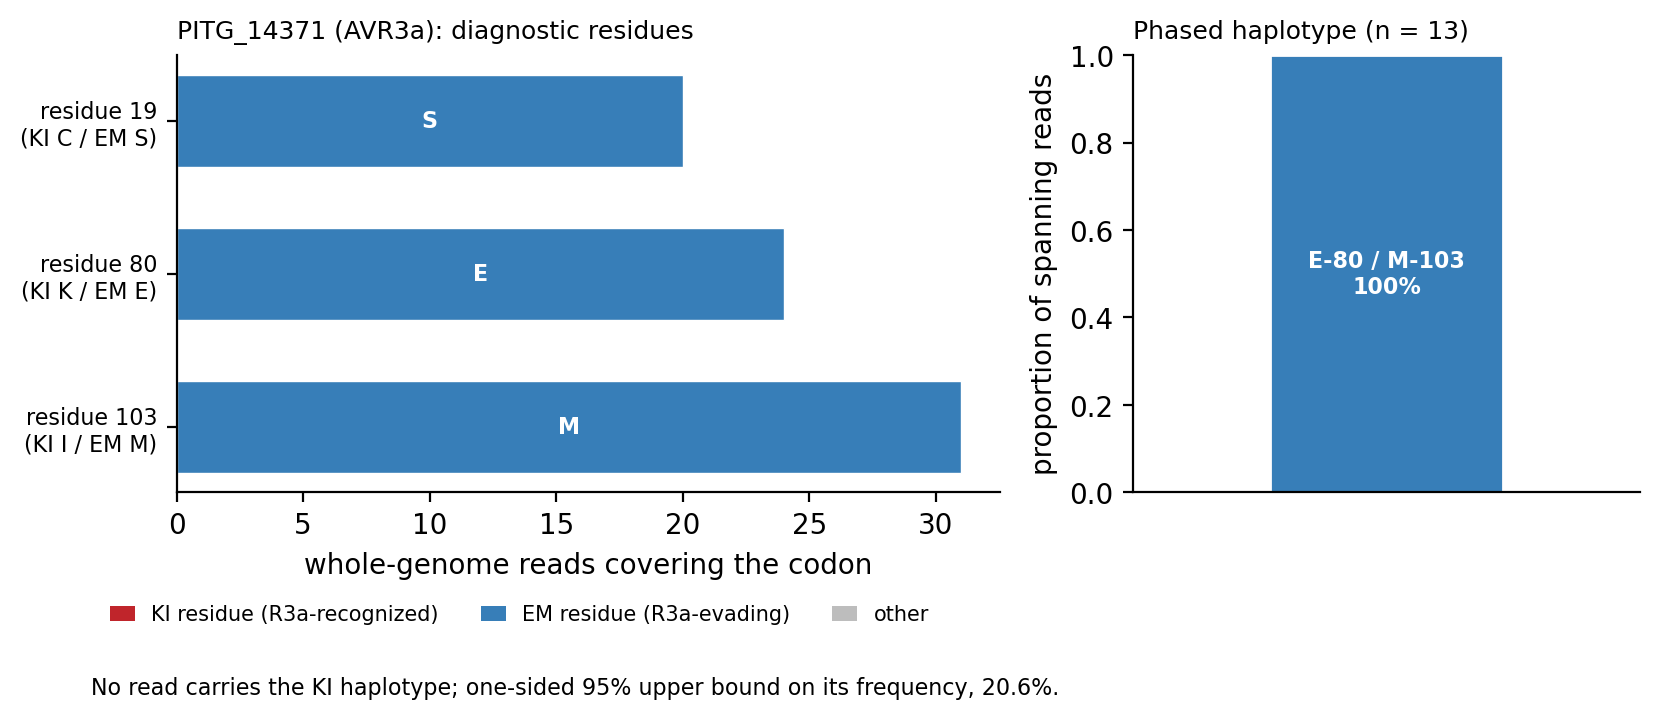 PITG_14371 (AVR3a): diagnostic residues
residue 19
(KI C / EM S)
S
residue 80
(KI K / EM E)
E
residue 103
(KI I / EM M)
M
0 5 10 15 20 25 30
whole-genome reads covering the codon
KI residue (R3a-recognized) EM residue (R3a-evading) other
Phased haplotype (n = 13)
proportion of spanning reads
1.0
0.8
0.6
0.4
0.2
0.0
E-80 / M-103
100%
No read carries the KI haplotype; one-sided 95% upper bound on its frequency, 20.6%.